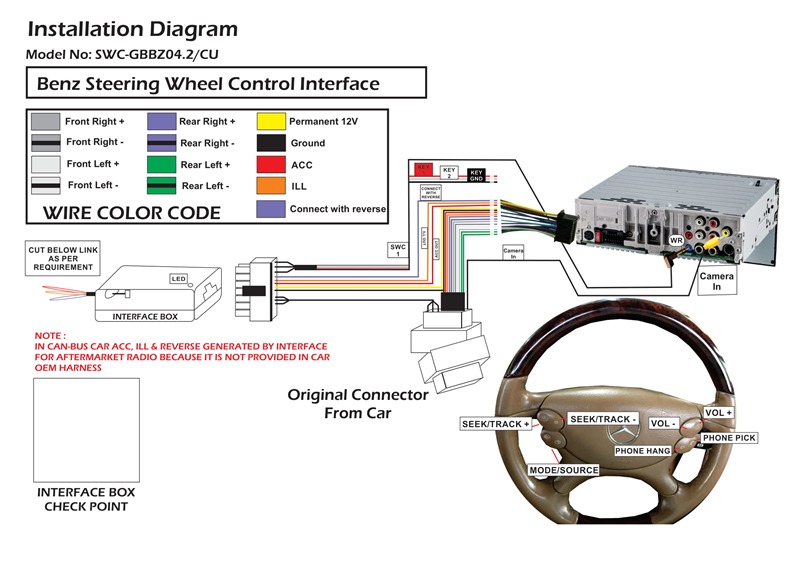 Installation Diagram
Model No: SWC-GBBZ04.2/CU
Benz Steering Wheel Control Interface
Front Right +
Rear Right +
Permanent 12V
Front Right -
Rear Right -
Ground
Front Left +
Rear Left +
ACC
Front Left -
Rear Left -
ILL
Connect with reverse
WIRE COLOR CODE
KEY
KEY
2
KEY
GND
CONNECT
WITH
REVERSE
SWC
1
ACC OUT
Camera
In
WR
Camera
In
CUT BELOW LINK
AS PER
REQUIREMENT
LED
INTERFACE BOX
NOTE :
IN CAN-BUS CAR ACC, ILL & REVERSE GENERATED BY INTERFACE
FOR AFTERMARKET RADIO BECAUSE IT IS NOT PROVIDED IN CAR
OEM HARNESS
Original Connector
From Car
SEEK/TRACK +
SEEK/TRACK -
VOL +
VOL -
PHONE PICK
PHONE HANG
MODE/SOURCE
INTERFACE BOX
CHECK POINT